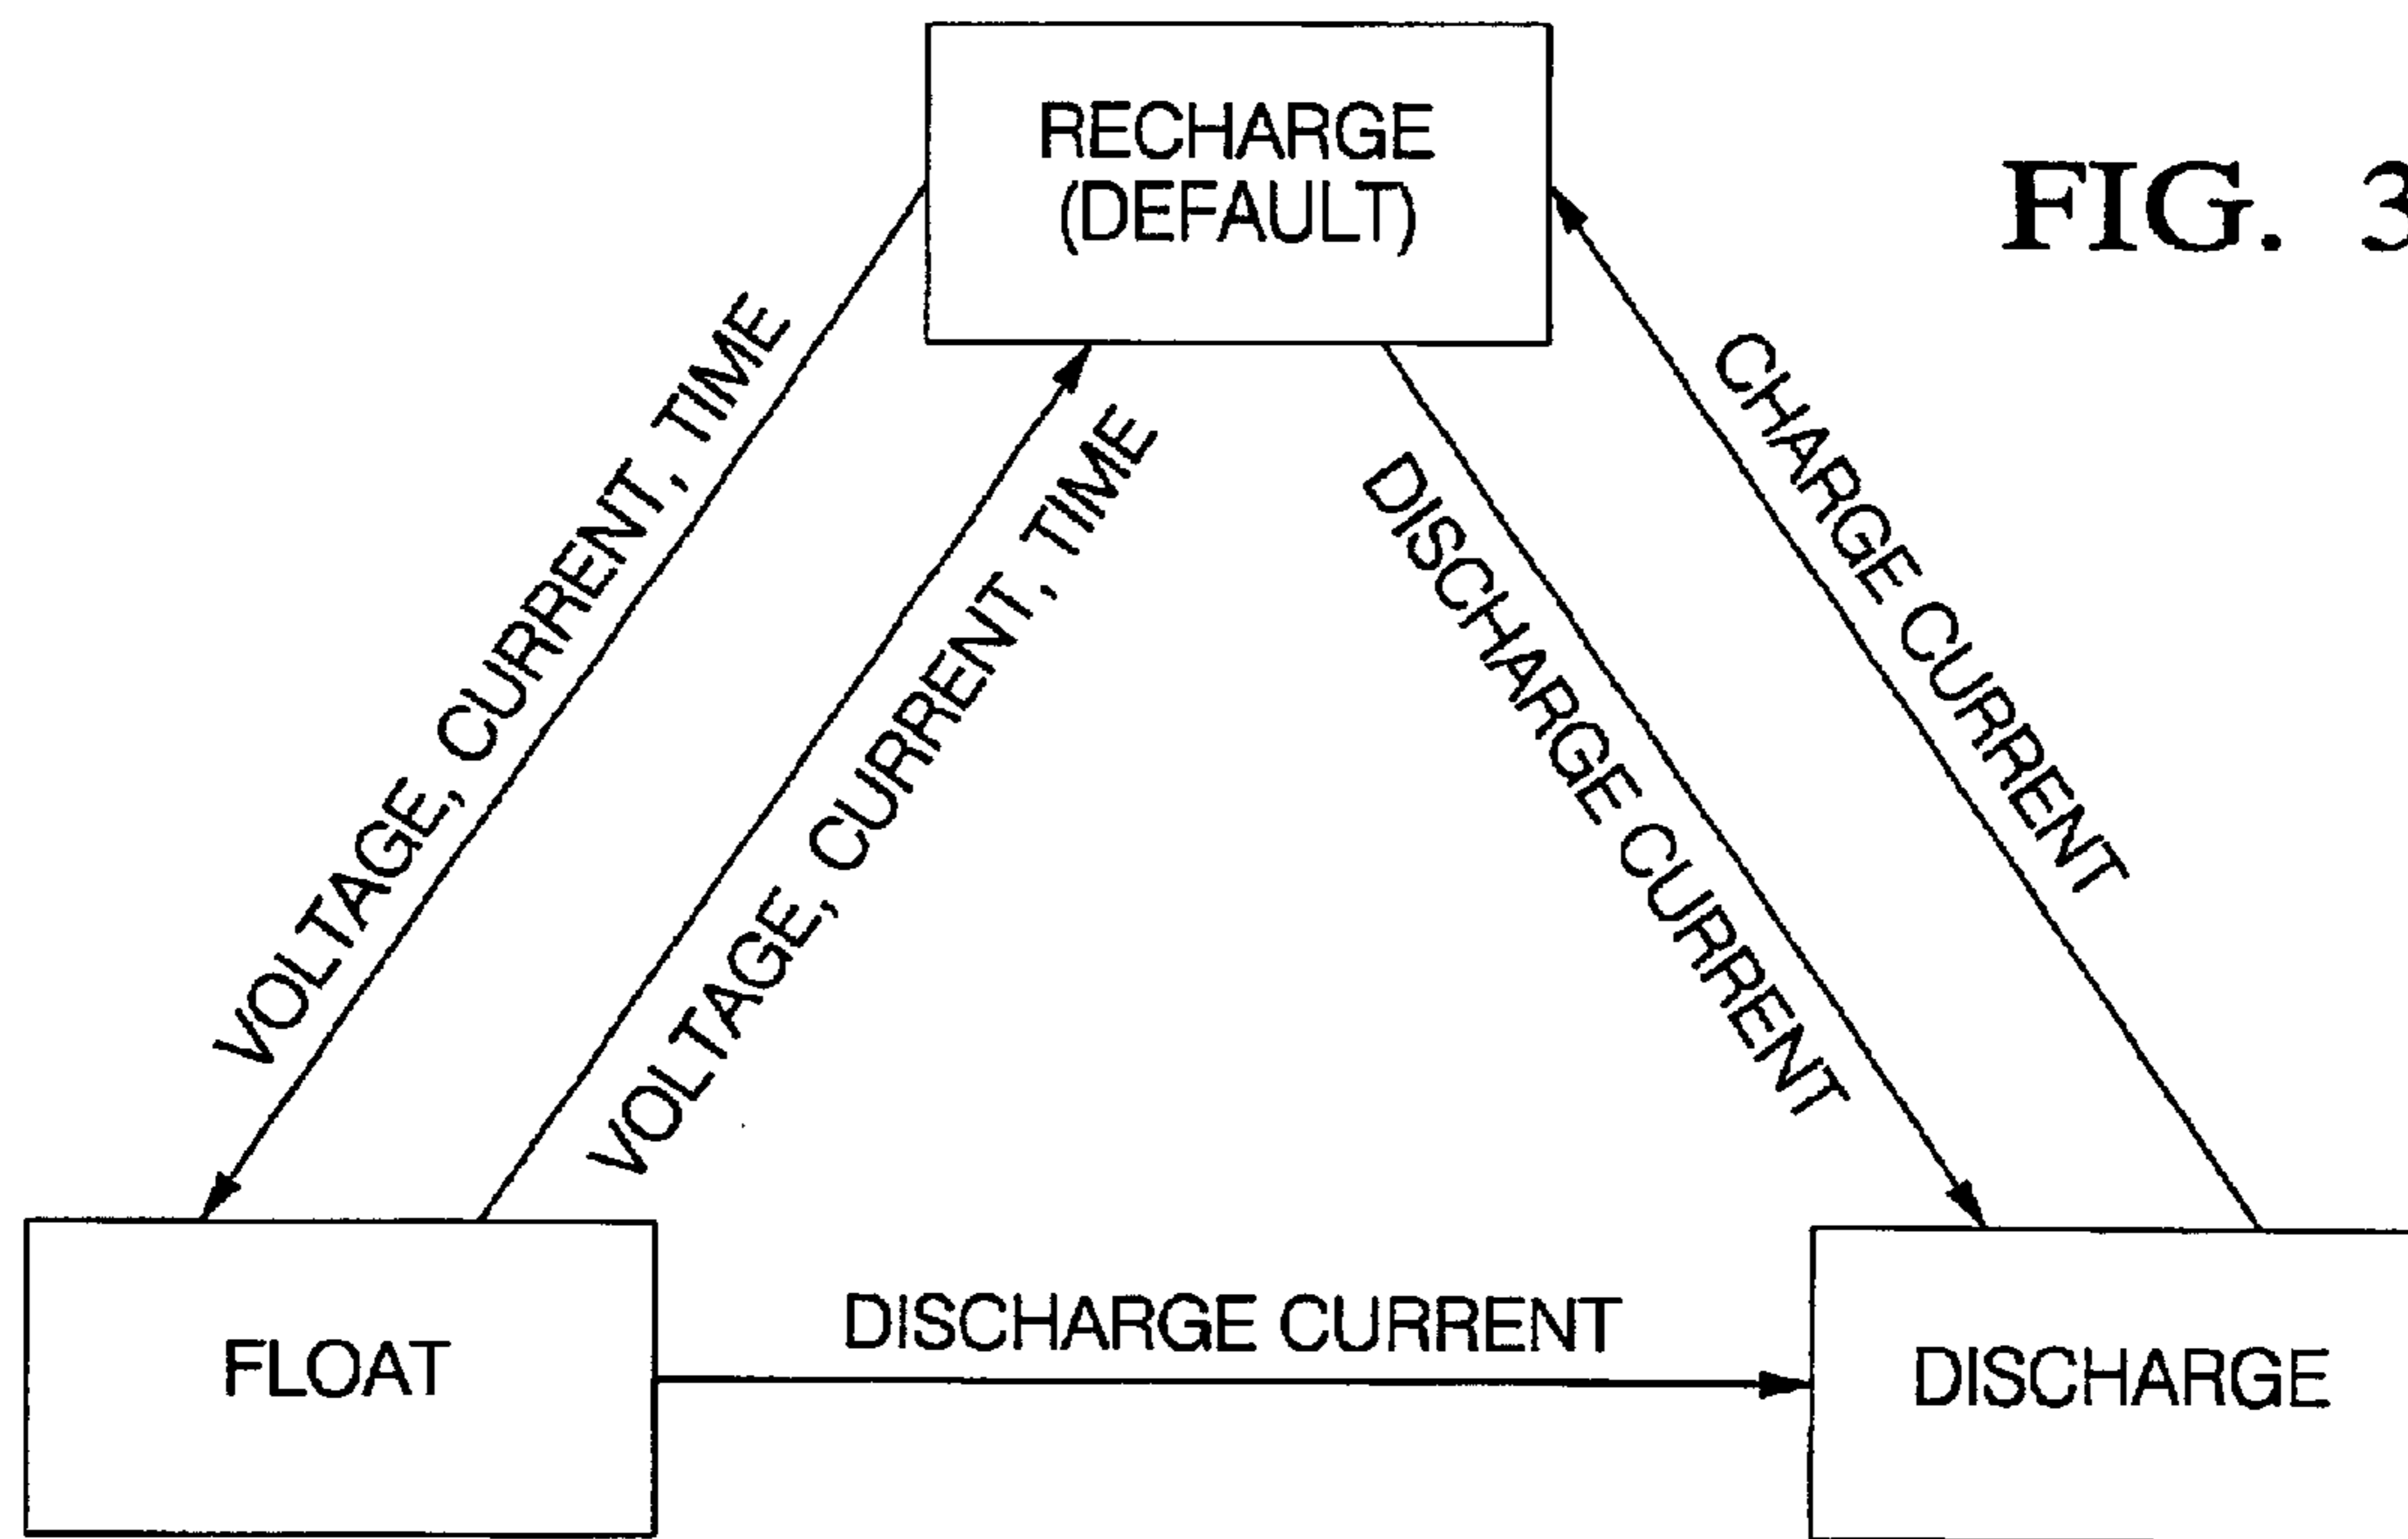 RECHARGE
(DEFAULT)
FIG. 3
VOLTAGE, CURRENT, TIME
VOLTAGE, CURRENT, TIME
DISCHARGE CURRENT
CHARGE CURRENT
FLOAT
DISCHARGE CURRENT
DISCHARGE